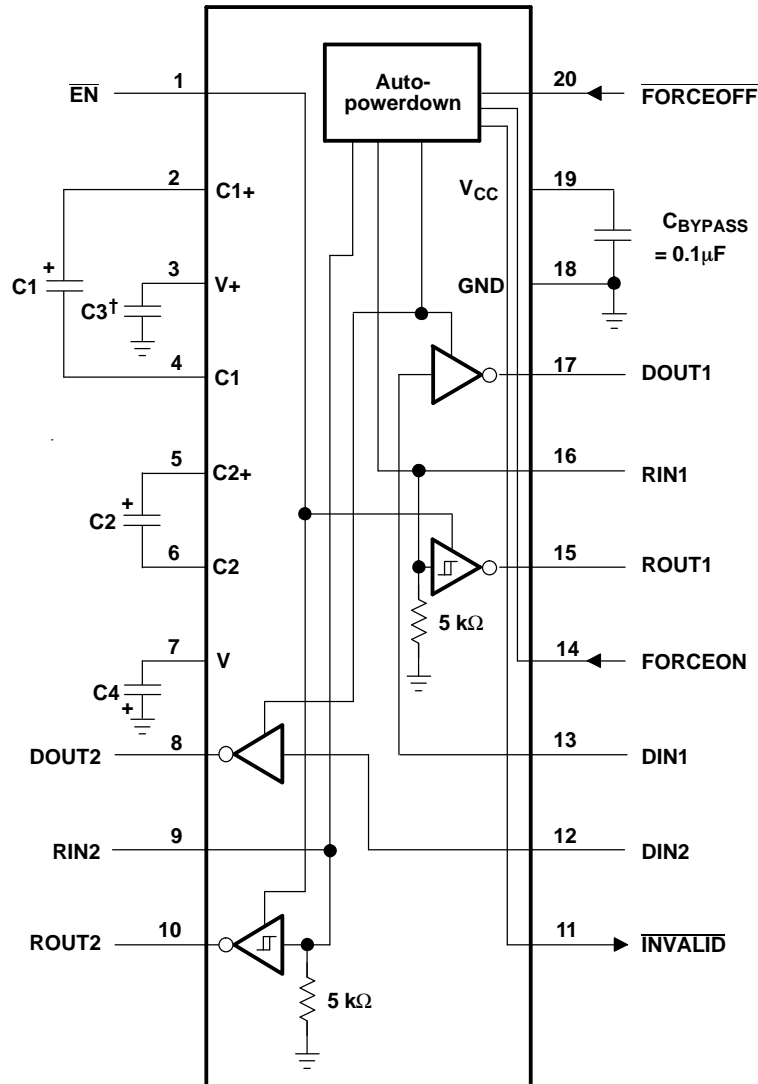 Auto-
powerdown
1
EN
20
FORCEOFF
2
C1+
19
VCC
CBYPASS
= 0.1μF
+
C1
3
V+
C3†
18
GND
4
C1
17
DOUT1
5
C2+
16
RIN1
+
C2
6
C2
15
ROUT1
5 kΩ
7
V
14
FORCEON
C4
+
8
DOUT2
13
DIN1
9
RIN2
12
DIN2
10
ROUT2
11
INVALID
5 kΩ